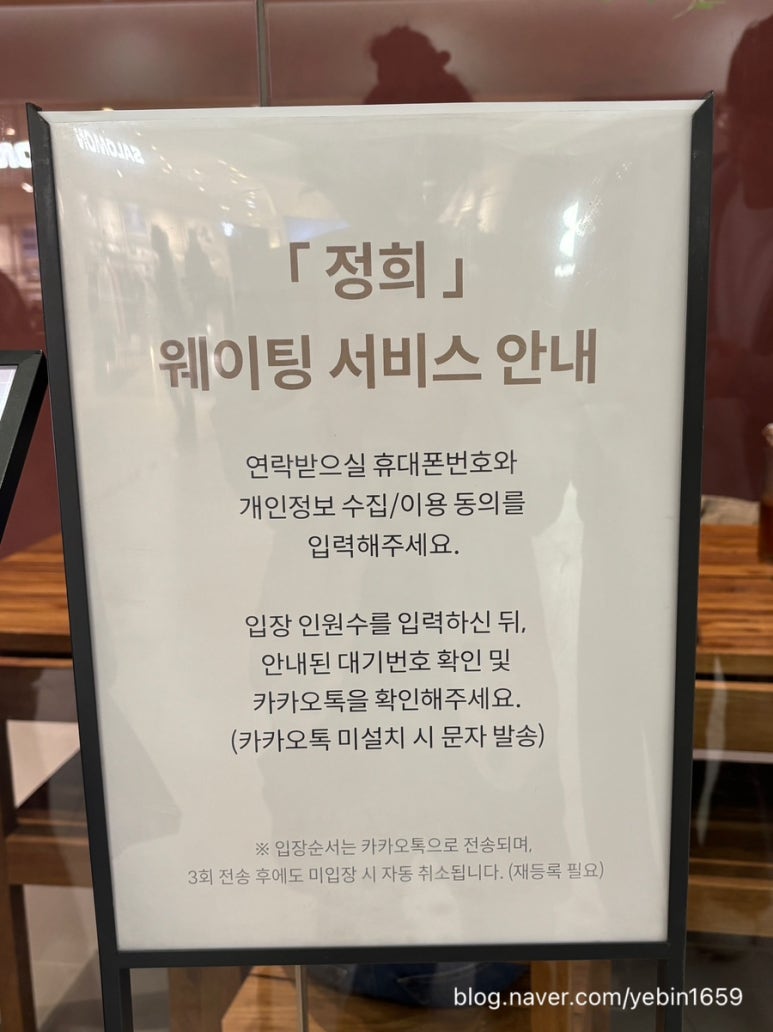 SALOMON
「 정희 」
웨이팅 서비스 안내
연락받으실 휴대폰번호와
개인정보 수집/이용 동의를
입력해주세요.
입장 인원수를 입력하신 뒤,
안내된 대기번호 확인 및
카카오톡을 확인해주세요.
(카카오톡 미설치 시 문자 발송)
※ 입장순서는 카카오톡으로 전송되며,
3회 전송 후에도 미입장 시 자동 취소됩니다. (재등록 필요)
blog.naver.com/yebin1659